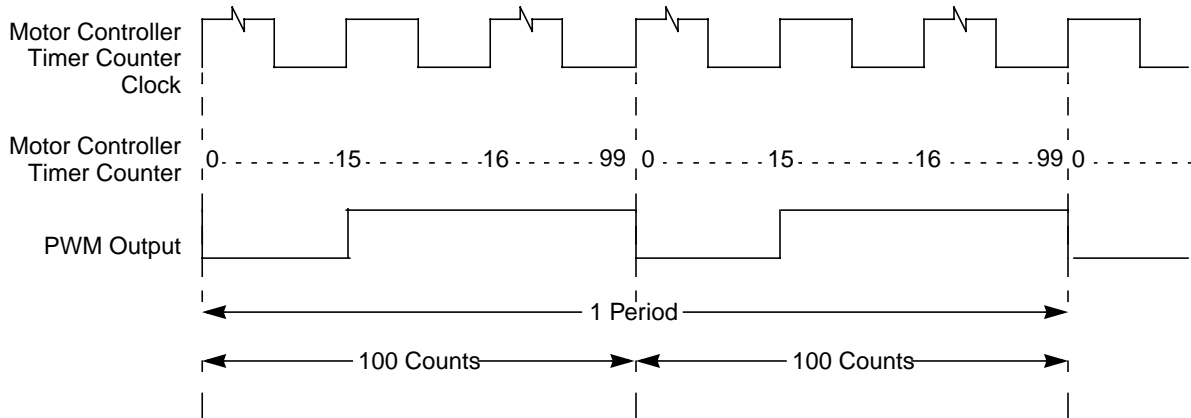 Motor Controller
Timer Counter
Clock
Motor Controller
Timer Counter
0 15 16 99 0 15 16 99 0
PWM Output
1 Period
100 Counts 100 Counts